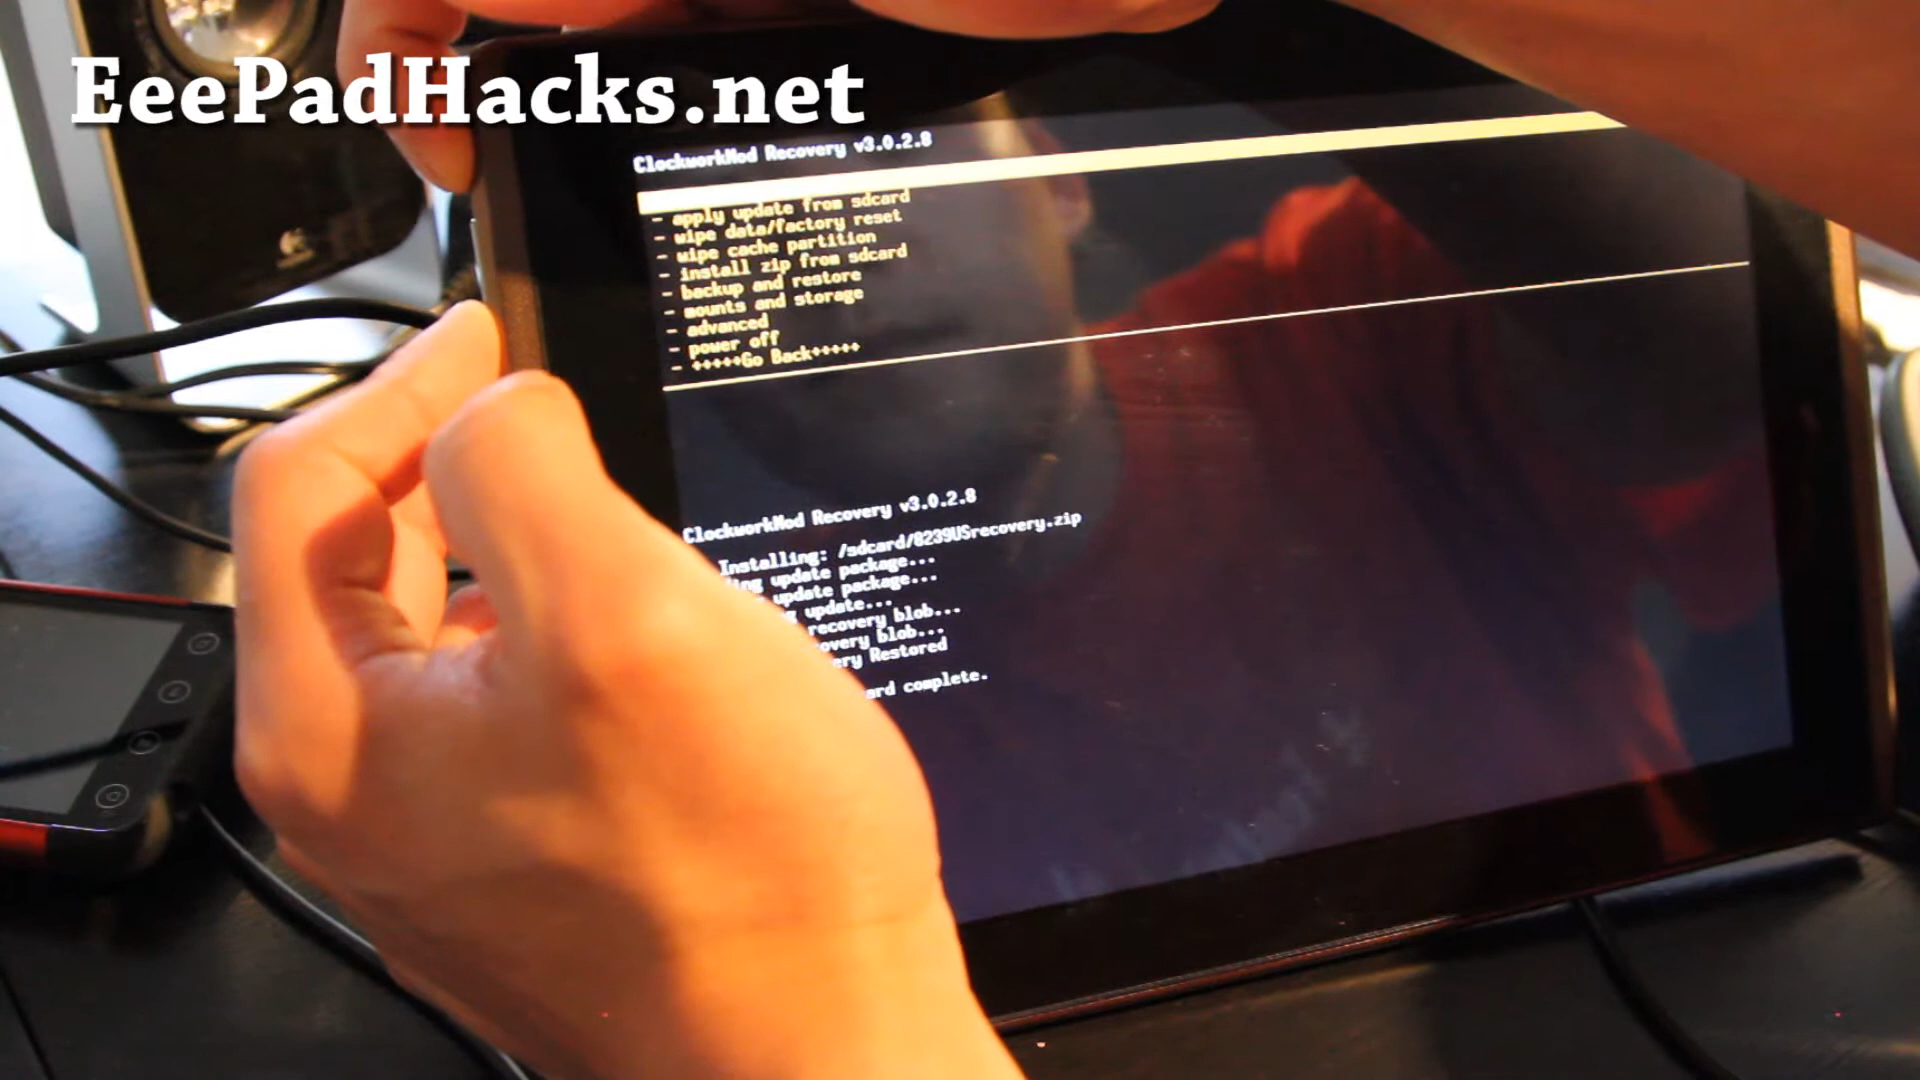 EeePadHacks.net
ClockworkMod Recovery v3.0.2.8
- apply update from sdcard
- wipe data/factory reset
- wipe cache partition
- install zip from sdcard
- backup and restore
- mounts and storage
- advanced
- power off
- +++++Go Back+++++
ClockworkMod Recovery v3.0.2.8
Installing: /sdcard/8239USrecovery.zip
update package...
update package...
update...
recovery blob...
blob...
Restored
complete.